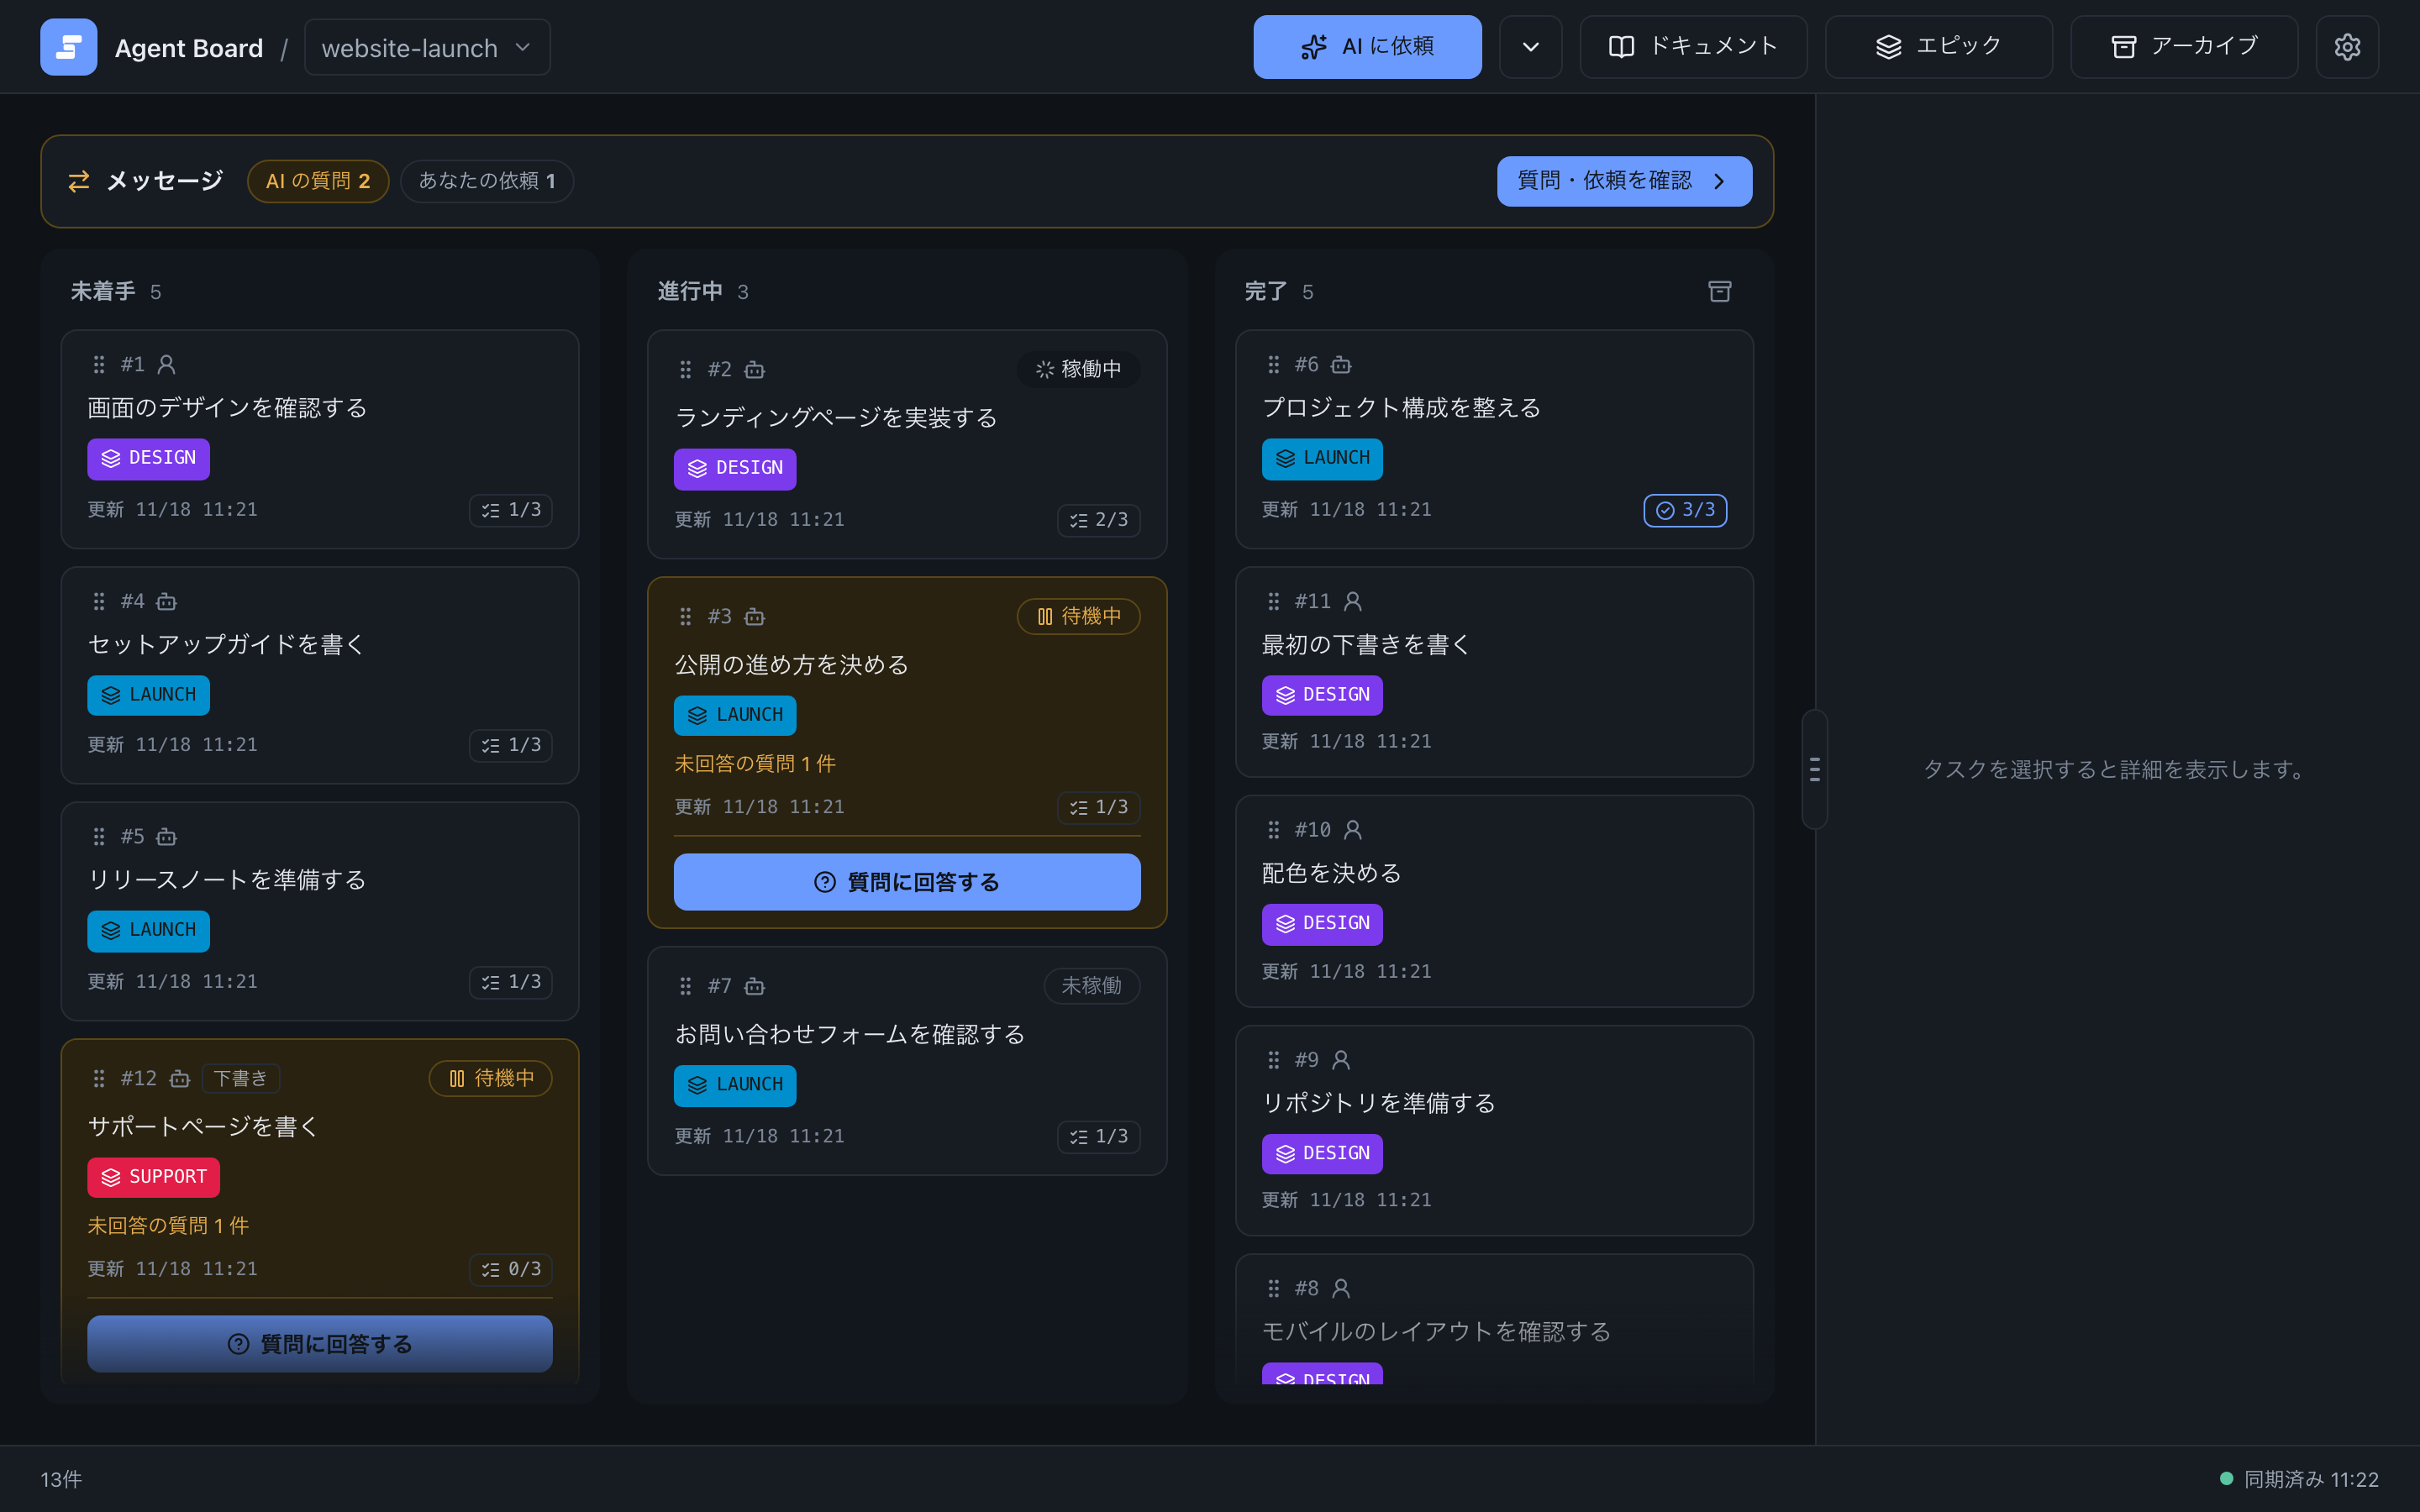 Agent Board / website-launch
AI に依頼
ドキュメント
エピック
アーカイブ
メッセージ
AI の質問 2
あなたの依頼 1
質問・依頼を確認
未着手 5
#1
画面のデザインを確認する
DESIGN
更新 11/18 11:21
1/3
#4
セットアップガイドを書く
LAUNCH
更新 11/18 11:21
1/3
#5
リリースノートを準備する
LAUNCH
更新 11/18 11:21
1/3
#12 下書き
待機中
サポートページを書く
SUPPORT
未回答の質問 1 件
更新 11/18 11:21
0/3
質問に回答する
進行中 3
#2
稼働中
ランディングページを実装する
DESIGN
更新 11/18 11:21
2/3
#3
待機中
公開の進め方を決める
LAUNCH
未回答の質問 1 件
更新 11/18 11:21
1/3
質問に回答する
#7
未稼働
お問い合わせフォームを確認する
LAUNCH
更新 11/18 11:21
1/3
完了 5
#6
プロジェクト構成を整える
LAUNCH
更新 11/18 11:21
3/3
#11
最初の下書きを書く
DESIGN
更新 11/18 11:21
#10
配色を決める
DESIGN
更新 11/18 11:21
#9
リポジトリを準備する
DESIGN
更新 11/18 11:21
#8
モバイルのレイアウトを確認する
DESIGN
タスクを選択すると詳細を表示します。
13件
同期済み 11:22